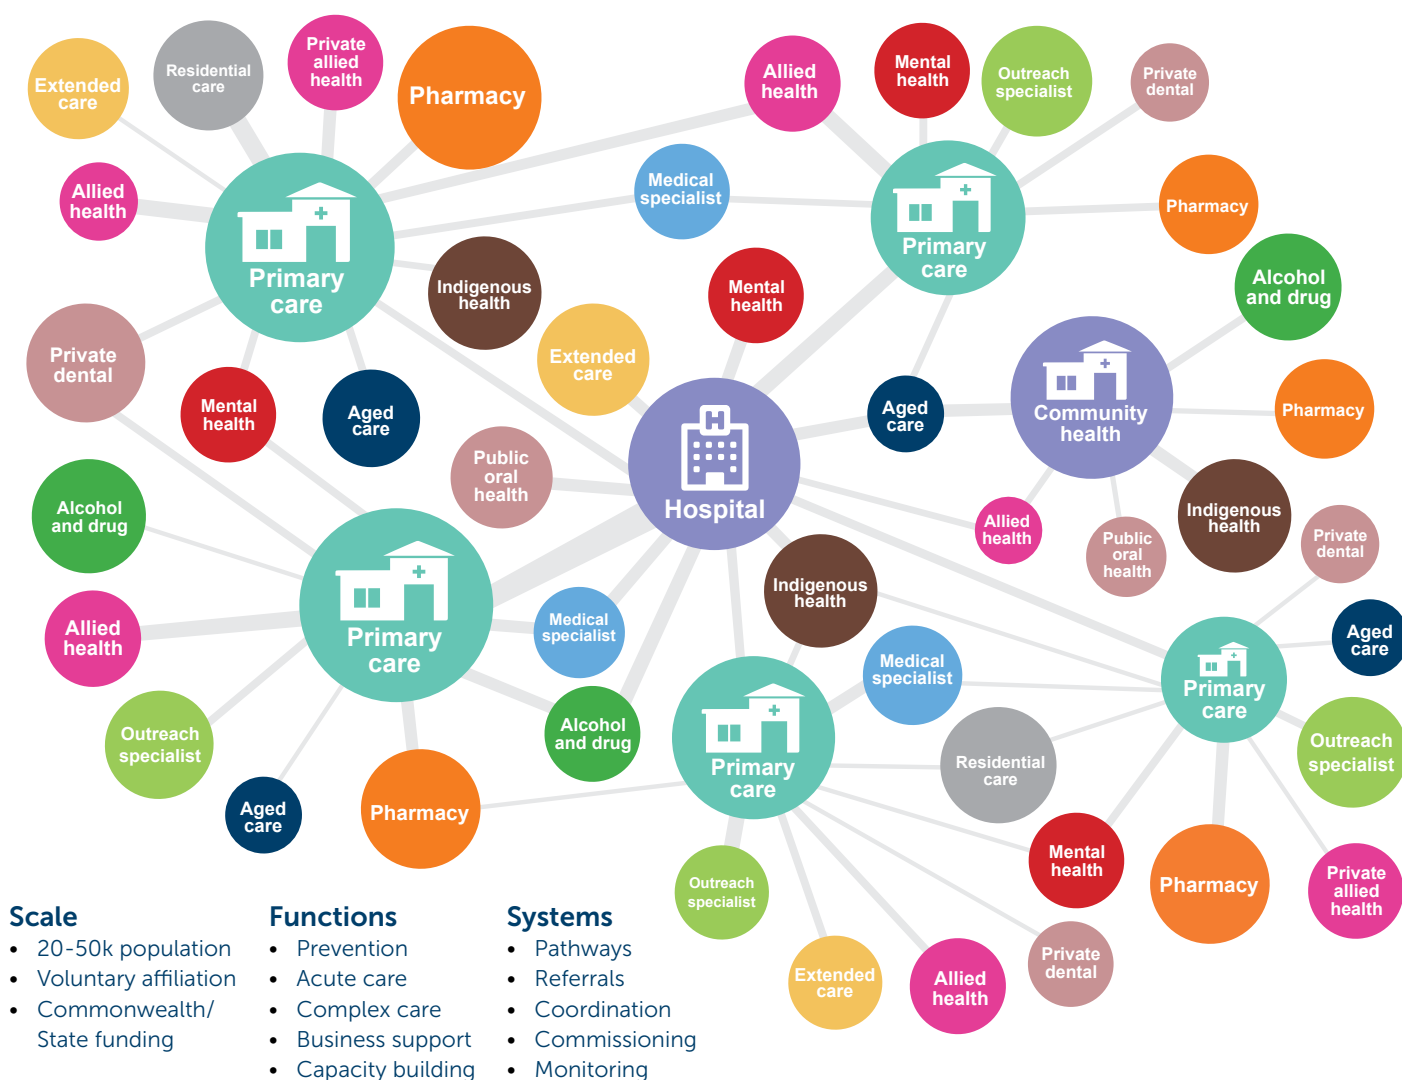 Extended
care
Residential
care
Private
allied
health
Pharmacy
Allied
health
Mental
health
Outreach
specialist
Private
dental
Allied
health
Primary
care
Medical
specialist
Primary
care
Pharmacy
Indigenous
health
Mental
health
Alcohol
and drug
Private
dental
Mental
health
Aged
care
Extended
care
Aged
care
Community
health
Pharmacy
Public
oral
health
Hospital
Alcohol
and drug
Allied
health
Public
oral
health
Indigenous
health
Private
dental
Allied
health
Primary
care
Medical
specialist
Indigenous
health
Aged
care
Medical
specialist
Primary
care
Outreach
specialist
Alcohol
and drug
Primary
care
Residential
care
Outreach
specialist
Aged
care
Pharmacy
Outreach
specialist
Mental
health
Pharmacy
Private
allied
health
Extended
care
Allied
health
Private
dental
Scale
• 20-50k population
• Voluntary affiliation
• Commonwealth/
State funding
Functions
• Prevention
• Acute care
• Complex care
• Business support
• Capacity building
Systems
• Pathways
• Referrals
• Coordination
• Commissioning
• Monitoring
H